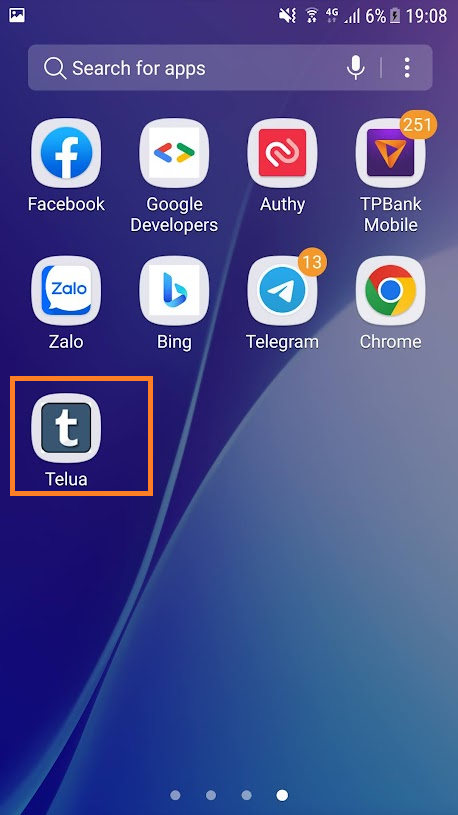 4G 6% 19:08
Search for apps
251
Facebook
Google
Developers
Authy
TPBank
Mobile
13
Zalo
Zalo
Bing
Telegram
Chrome
t
Telua